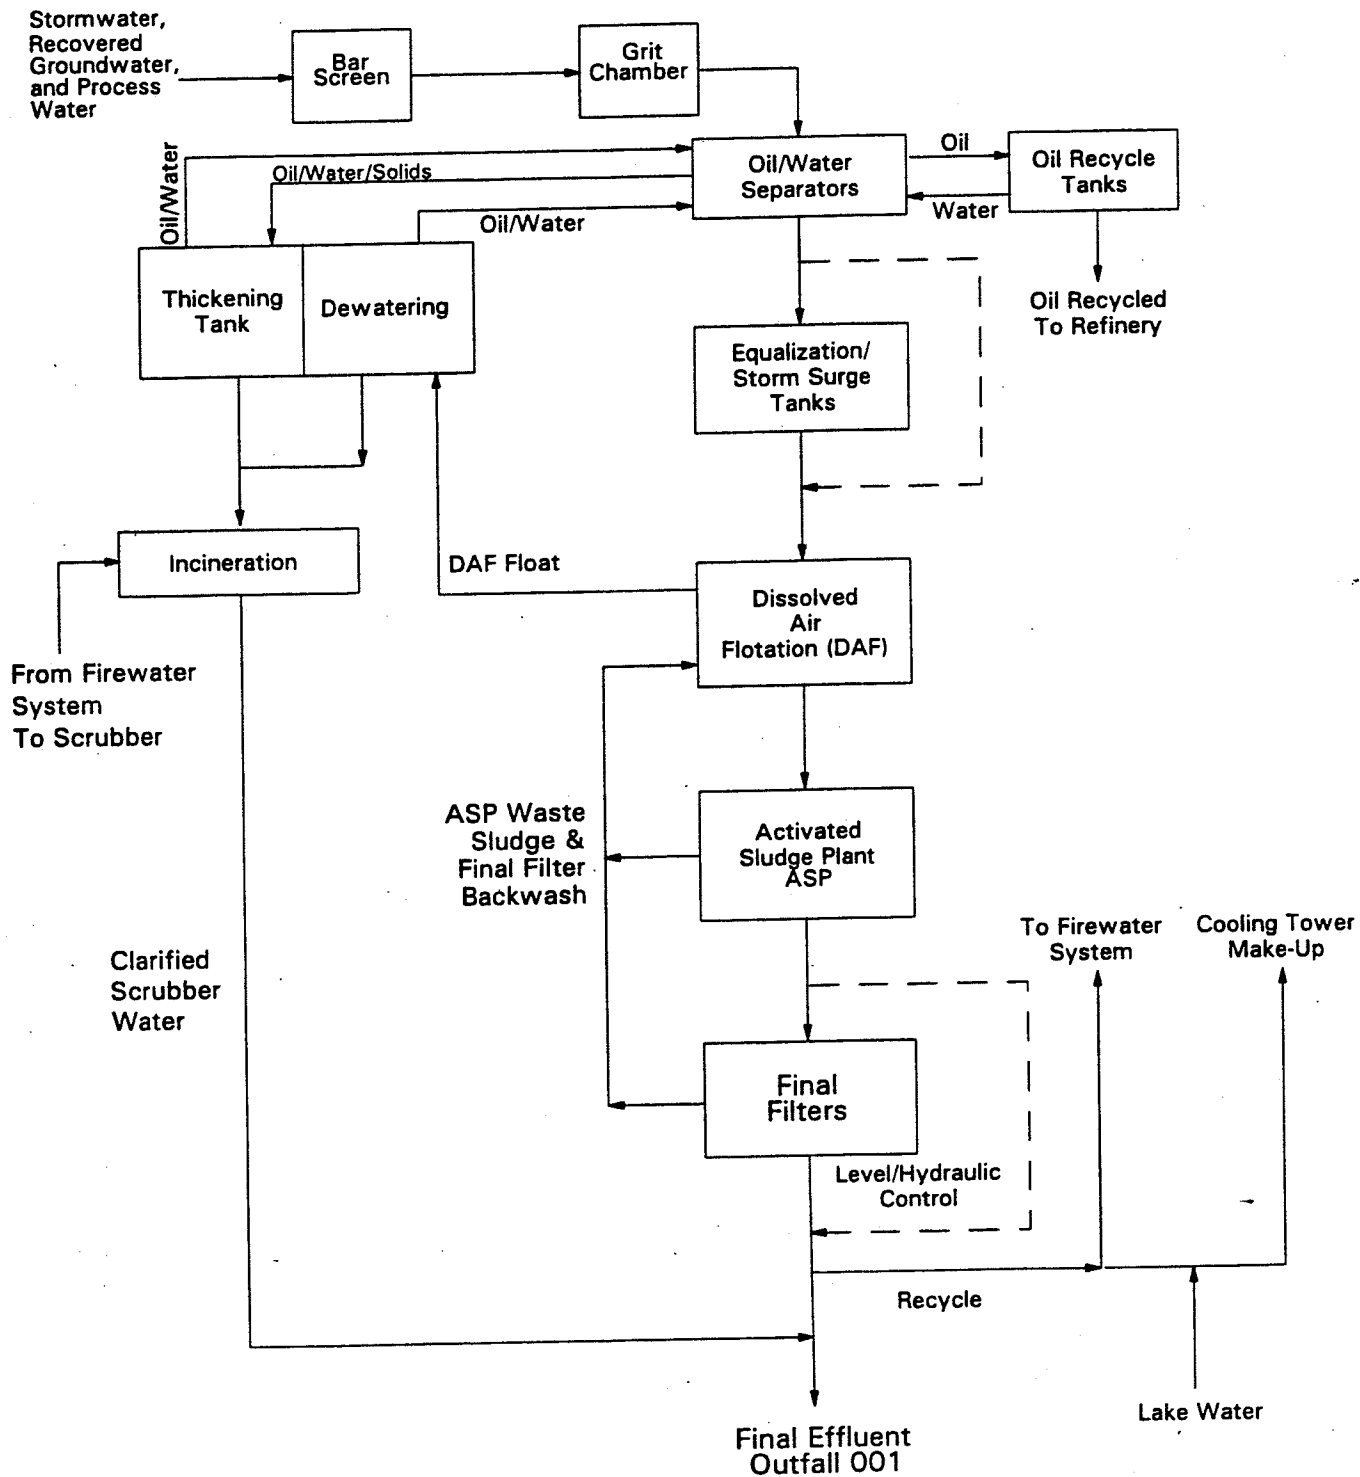 Stormwater,
Recovered
Groundwater,
and Process
Water
Bar
Screen
Grit
Chamber
Oil/Water
Oil/Water/Solids
Oil/Water
Oil/Water
Separators
Oil
Water
Oil Recycle
Tanks
Oil Recycled
To Refinery
Thickening
Tank
Dewatering
Equalization/
Storm Surge
Tanks
Incineration
DAF Float
Dissolved
Air
Flotation (DAF)
From Firewater
System
To Scrubber
ASP Waste
Sludge &
Final Filter
Backwash
Activated
Sludge Plant
ASP
To Firewater
System
Cooling Tower
Make-Up
Clarified
Scrubber
Water
Final
Filters
Level/Hydraulic
Control
Recycle
Lake Water
Final Effluent
Outfall 001